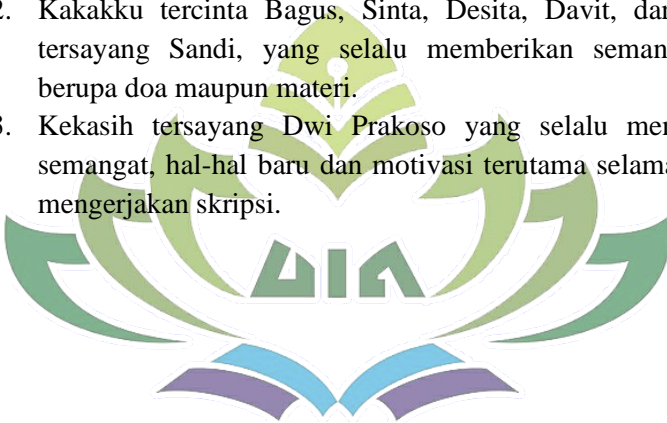 2. Kakakku tercinta Bagus, Sinta, Desita, Davit, dan
tersayang Sandi, yang selalu memberikan seman
berupa doa maupun materi.
3. Kekasih tersayang Dwi Prakoso yang selalu mem
semangat, hal-hal baru dan motivasi terutama selama
mengerjakan skripsi.
UIN